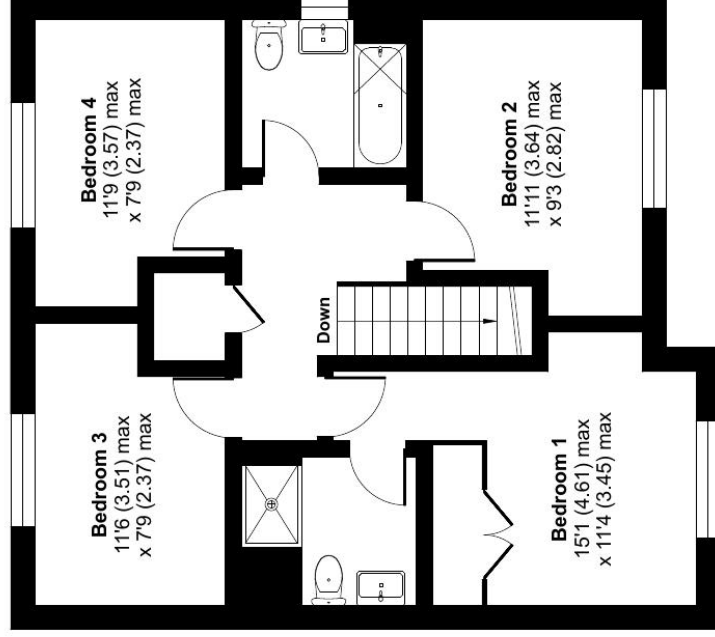 Bedroom 4
11'9 (3.57) max
x 7'9 (2.37) max
Bedroom 2
11'11 (3.64) max
x 9'3 (2.82) max
Down
Bedroom 3
11'6 (3.51) max
x 7'9 (2.37) max
Bedroom 1
15'1 (4.61) max
x 11'4 (3.45) max